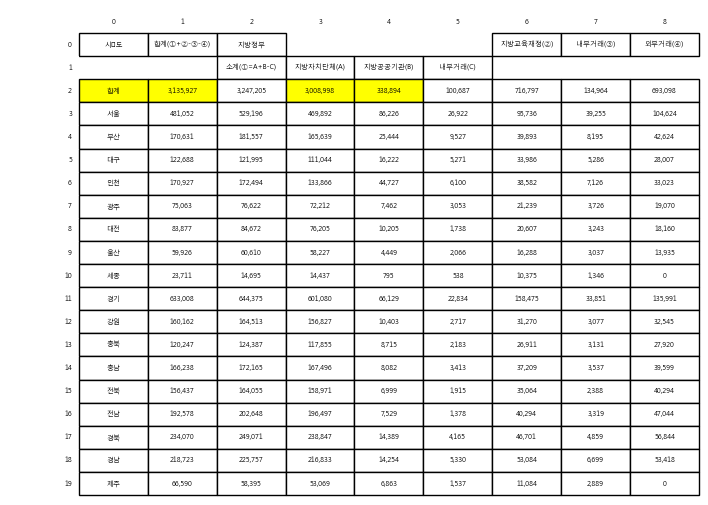 0 1 2 3 4 5 6 7 8
0 시□도 합계(①+②-③-④) 지방정부 지방교육재정(②) 내부거래(③) 외부거래(④)
1 소계(①=A+B-C) 지방자치단체(A) 지방공공기관(B) 내부거래(C)
2 합계 3,135,927 3,247,205 3,008,998 338,894 100,687 716,797 134,964 693,098
3 서울 481,052 529,196 469,892 86,226 26,922 95,736 39,255 104,624
4 부산 170,631 181,557 165,639 25,444 9,527 39,893 8,195 42,624
5 대구 122,688 121,995 111,044 16,222 5,271 33,986 5,286 28,007
6 인천 170,927 172,494 133,866 44,727 6,100 38,582 7,126 33,023
7 광주 75,063 76,622 72,212 7,462 3,053 21,239 3,726 19,070
8 대전 83,877 84,672 76,205 10,205 1,738 20,607 3,243 18,160
9 울산 59,926 60,610 58,227 4,449 2,066 16,288 3,037 13,935
10 세종 23,711 14,695 14,437 795 538 10,375 1,346 0
11 경기 633,008 644,375 601,080 66,129 22,834 158,475 33,851 135,991
12 강원 160,162 164,513 156,827 10,403 2,717 31,270 3,077 32,545
13 충북 120,247 124,387 117,855 8,715 2,183 26,911 3,131 27,920
14 충남 166,238 172,165 167,496 8,082 3,413 37,209 3,537 39,599
15 전북 156,437 164,055 158,971 6,999 1,915 35,064 2,388 40,294
16 전남 192,578 202,648 196,497 7,529 1,378 40,294 3,319 47,044
17 경북 234,070 249,071 238,847 14,389 4,165 46,701 4,859 56,844
18 경남 218,723 225,757 216,833 14,254 5,330 53,084 6,699 53,418
19 제주 66,590 58,395 53,069 6,863 1,537 11,084 2,889 0